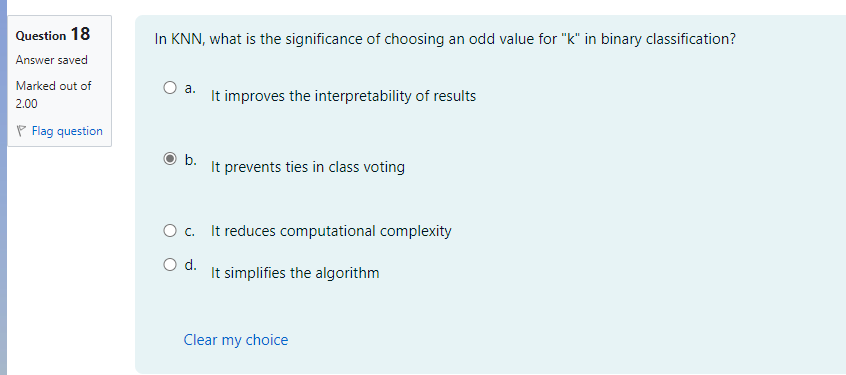 Question 18
Answer saved
Marked out of
2.00
Flag question
In KNN, what is the significance of choosing an odd value for "k" in binary classification?
a. It improves the interpretability of results
b. It prevents ties in class voting
c. It reduces computational complexity
d. It simplifies the algorithm
Clear my choice